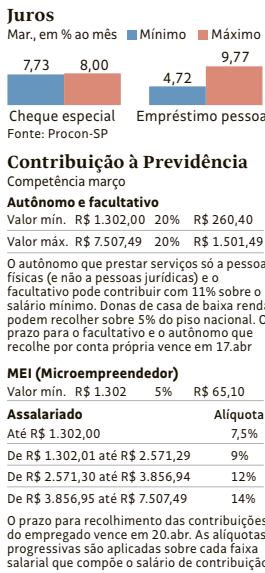 Juros
Mar., em % ao mês Mínimo Máximo
7,73 8,00 4,72 9,77
Cheque especial Empréstimo pessoa
Fonte: Procon-SP
Contribuição à Previdência
Competência março
Autônomo e facultativo
Valor mín. R$ 1.302,00 20% R$ 260,40
Valor máx. R$ 7.507,49 20% R$ 1.501,49
O autônomo que prestar serviços só a pessoa
físicas (e não a pessoas jurídicas) e o
facultativo pode contribuir com 11% sobre o
salário mínimo. Donas de casa de baixa rend
podem recolher sobre 5% do piso nacional. O
prazo para o facultativo e o autônomo que
recolhe por conta própria vence em 17.abr
MEI (Microempreendedor)
Valor mín. R$ 1.302 5% R$ 65,10
Assalariado Alíquota
Até R$ 1.302,00 7,5%
De R$ 1.302,01 até R$ 2.571,29 9%
De R$ 2.571,30 até R$ 3.856,94 12%
De R$ 3.856,95 até R$ 7.507,49 14%
O prazo para recolhimento das contribuições
do empregado vence em 20.abr. As alíquotas
progressivas são aplicadas sobre cada faixa
salarial que compõe o salário de contribuiçã